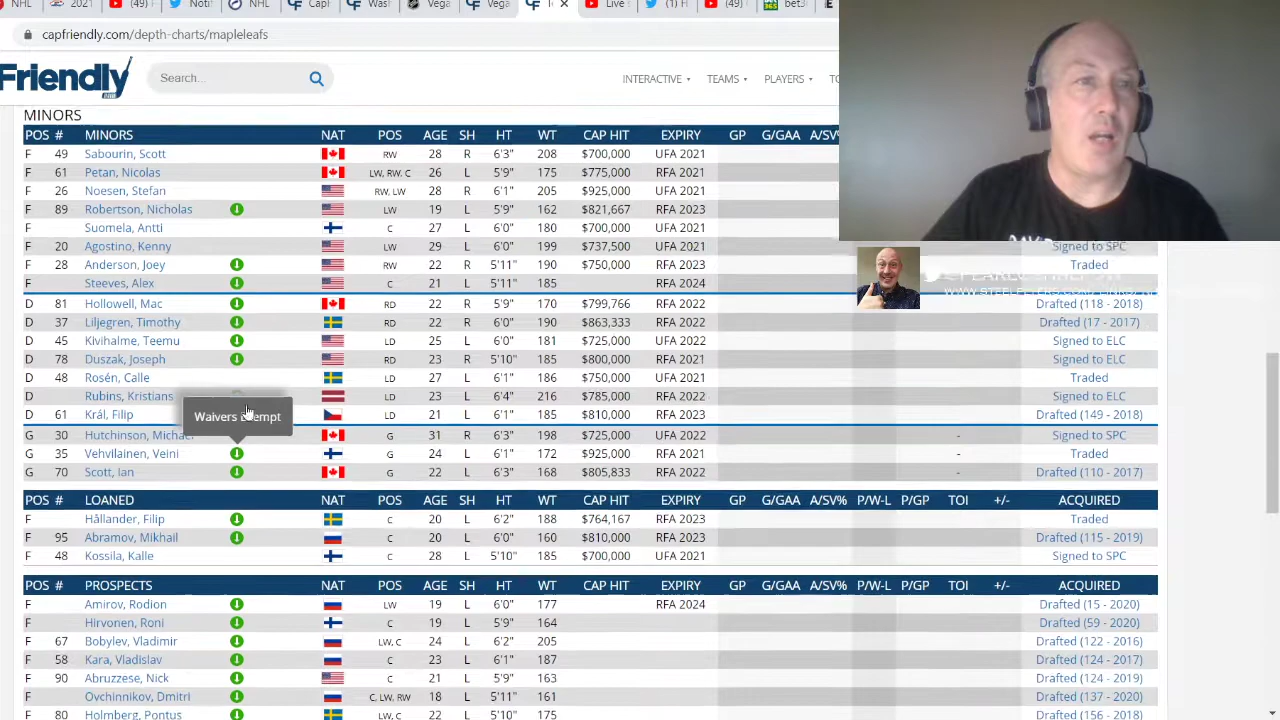 NHL 2021 (49) F Notif NHL CapF Wash Vega Vega To Live (1) H (49) bet3
capfriendly.com/depth-charts/mapleleafs
Friendly Search... INTERACTIVE TEAMS PLAYERS
MINORS
POS # MINORS NAT POS AGE SH HT WT CAP HIT EXPIRY GP G/GAA A/SV%
F 49 Sabourin, Scott RW 28 R 6'3" 208 $700,000 UFA 2021
F 61 Petan, Nicolas LW, RW, C 26 L 5'9" 175 $775,000 RFA 2021
F 26 Noesen, Stefan RW, LW 28 R 6'1" 205 $925,000 UFA 2021
F 89 Robertson, Nicholas LW 19 L 5'9" 162 $821,667 RFA 2023
F Suomela, Antti C 27 L 6'0" 180 $700,000 UFA 2021
F 20 Agostino, Kenny LW 29 L 6'0" 199 $737,500 UFA 2021 Signed to SPC
F 28 Anderson, Joey RW 22 R 5'11" 190 $750,000 RFA 2023 Traded
F Steeves, Alex C 21 L 5'11" 185 RFA 2024
D 81 Hollowell, Mac RD 22 R 5'9" 170 $799,766 RFA 2022 Drafted (118 - 2018)
D 37 Liljegren, Timothy RD 22 R 6'0" 190 $863,333 RFA 2022 Drafted (17 - 2017)
D 45 Kivihalme, Teemu LD 25 L 6'0" 181 $725,000 UFA 2021 Signed to ELC
D 78 Duszak, Joseph RD 23 R 5'10" 185 $800,000 RFA 2021 Signed to ELC
D 48 Rosén, Calle LD 27 L 6'1" 186 $750,000 UFA 2021 Traded
D Rubins, Kristians LD 23 L 6'4" 216 $785,000 RFA 2022 Signed to ELC
D 61 Král, Filip LD 21 L 6'1" 185 $810,000 RFA 2023 Drafted (149 - 2018)
Waivers exempt
G 30 Hutchinson, Michael G 31 R 6'3" 198 $725,000 UFA 2022 - Signed to SPC
G 35 Vehvilainen, Veini G 24 L 6'1" 172 $925,000 RFA 2021 - Traded
G 70 Scott, Ian G 22 L 6'3" 168 $805,833 RFA 2022 - Drafted (110 - 2017)
POS # LOANED NAT POS AGE SH HT WT CAP HIT EXPIRY GP G/GAA A/SV% P/W-L P/GP TOI +/- ACQUIRED
F Hållander, Filip C 20 L 6'2" 188 $764,167 RFA 2023 Traded
F 95 Abramov, Mikhail C 20 L 6'0" 160 $810,000 RFA 2023 Drafted (115 - 2019)
F 48 Kossila, Kalle C 28 L 5'10" 185 $700,000 UFA 2021 Signed to SPC
POS # PROSPECTS NAT POS AGE SH HT WT CAP HIT EXPIRY GP G/GAA A/SV% P/W-L P/GP TOI +/- ACQUIRED
F Amirov, Rodion LW 19 L 6'0" 177 RFA 2024 Drafted (15 - 2020)
F Hirvonen, Roni C 19 L 5'9" 164 Drafted (59 - 2020)
F 67 Bobylev, Vladimir LW, C 24 L 6'2" 205 Drafted (122 - 2016)
F 58 Kara, Vladislav C 23 L 6'1" 187 Drafted (124 - 2017)
F 90 Abruzzese, Nick C 21 L 5'9" 163 Drafted (124 - 2019)
F Ovchinnikov, Dmitri C, LW, RW 18 L 5'11" 161 Drafted (137 - 2020)
F 80 Holmberg, Pontus LW 22 L 5'10" 175 Drafted (156 - 2018)